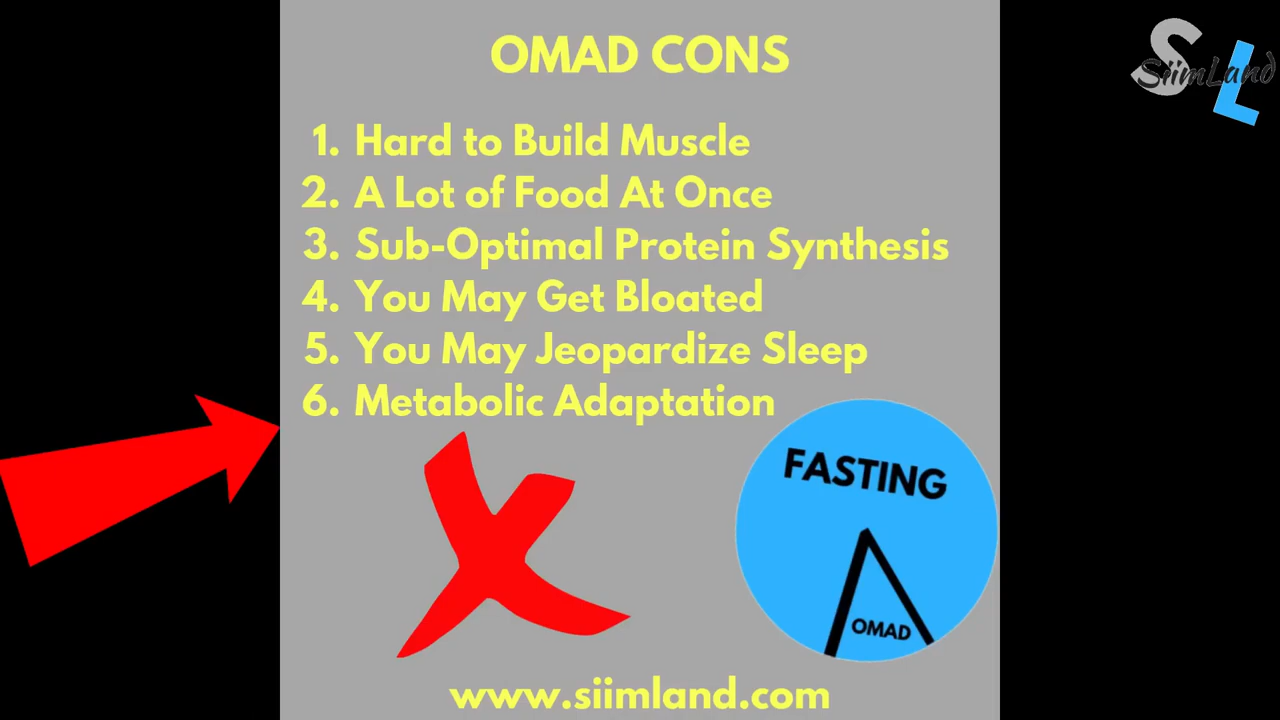 OMAD CONS
SiimLand
1. Hard to Build Muscle
2. A Lot of Food At Once
3. Sub-Optimal Protein Synthesis
4. You May Get Bloated
5. You May Jeopardize Sleep
6. Metabolic Adaptation
FASTING
OMAD
www.siimland.com
S L